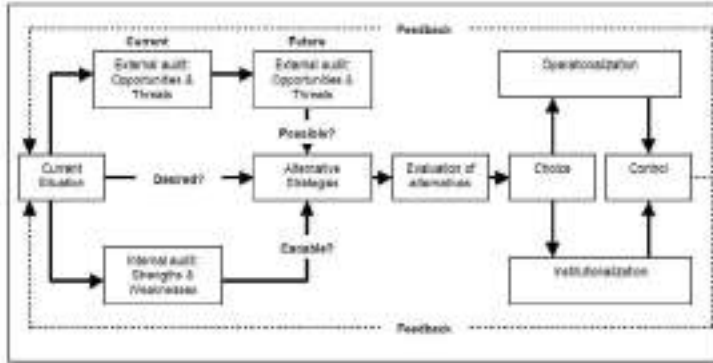 Feedback
Current
Future
External audit:
Opportunities &
Threats
External audit:
Opportunities &
Threats
Operationalization
Possible?
Current
Situation
Desired?
Alternative
Strategies
Evaluation of
alternatives
Choice
Control
Internal audit:
Strengths &
Weaknesses
Institutionalization
Feedback